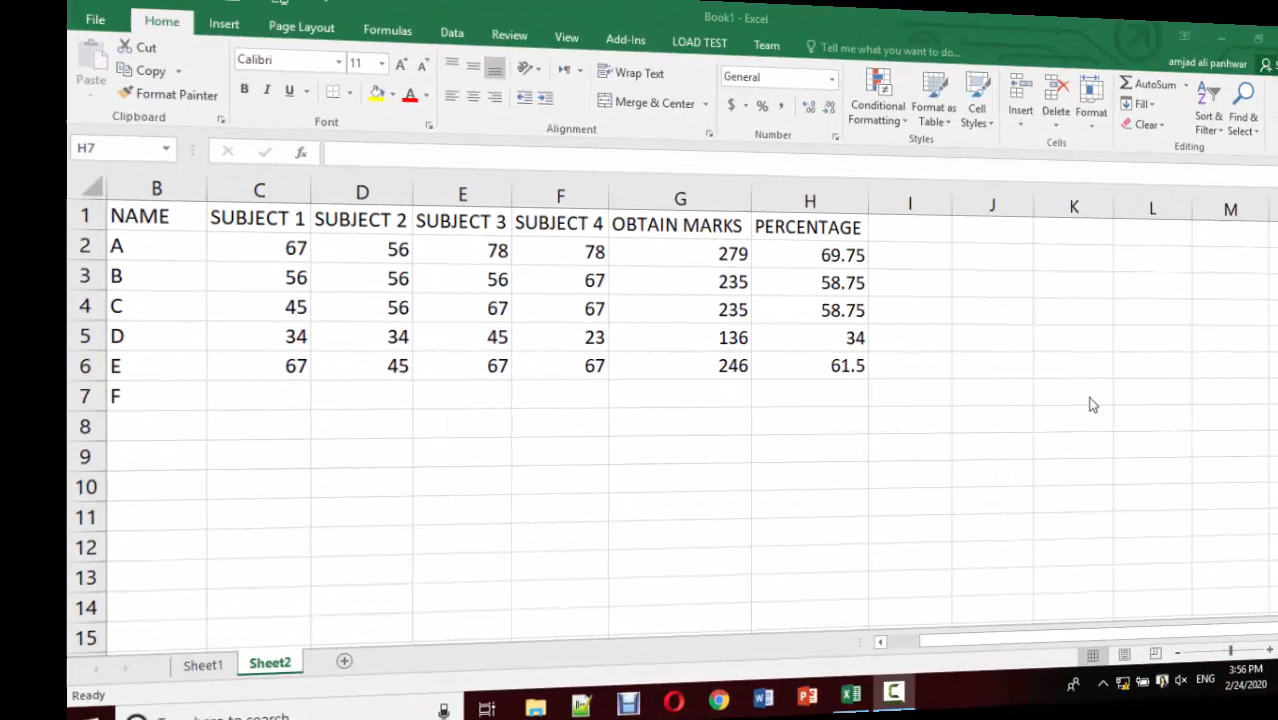 Book1 - Excel
File Home Insert Page Layout Formulas Data Review View Add-Ins LOAD TEST Team Tell me what you want to do...
amjad ali panhwar
Paste Cut Copy Format Painter
Calibri 11
B I U
Wrap Text
Merge & Center
General
$ % ,
Conditional Formatting
Format as Table
Cell Styles
Insert Delete Format
AutoSum
Fill
Clear
Sort & Filter
Find & Select
Clipboard Font Alignment Number Styles Cells Editing
H7 fx
B C D E F G H I J K L M
1 NAME SUBJECT 1 SUBJECT 2 SUBJECT 3 SUBJECT 4 OBTAIN MARKS PERCENTAGE
2 A 67 56 78 78 279 69.75
3 B 56 56 56 67 235 58.75
4 C 45 56 67 67 235 58.75
5 D 34 34 45 23 136 34
6 E 67 45 67 67 246 61.5
7 F
8
9
10
11
12
13
14
15
Sheet1 Sheet2
Ready
to search
ENG
3:56 PM
2/24/2020